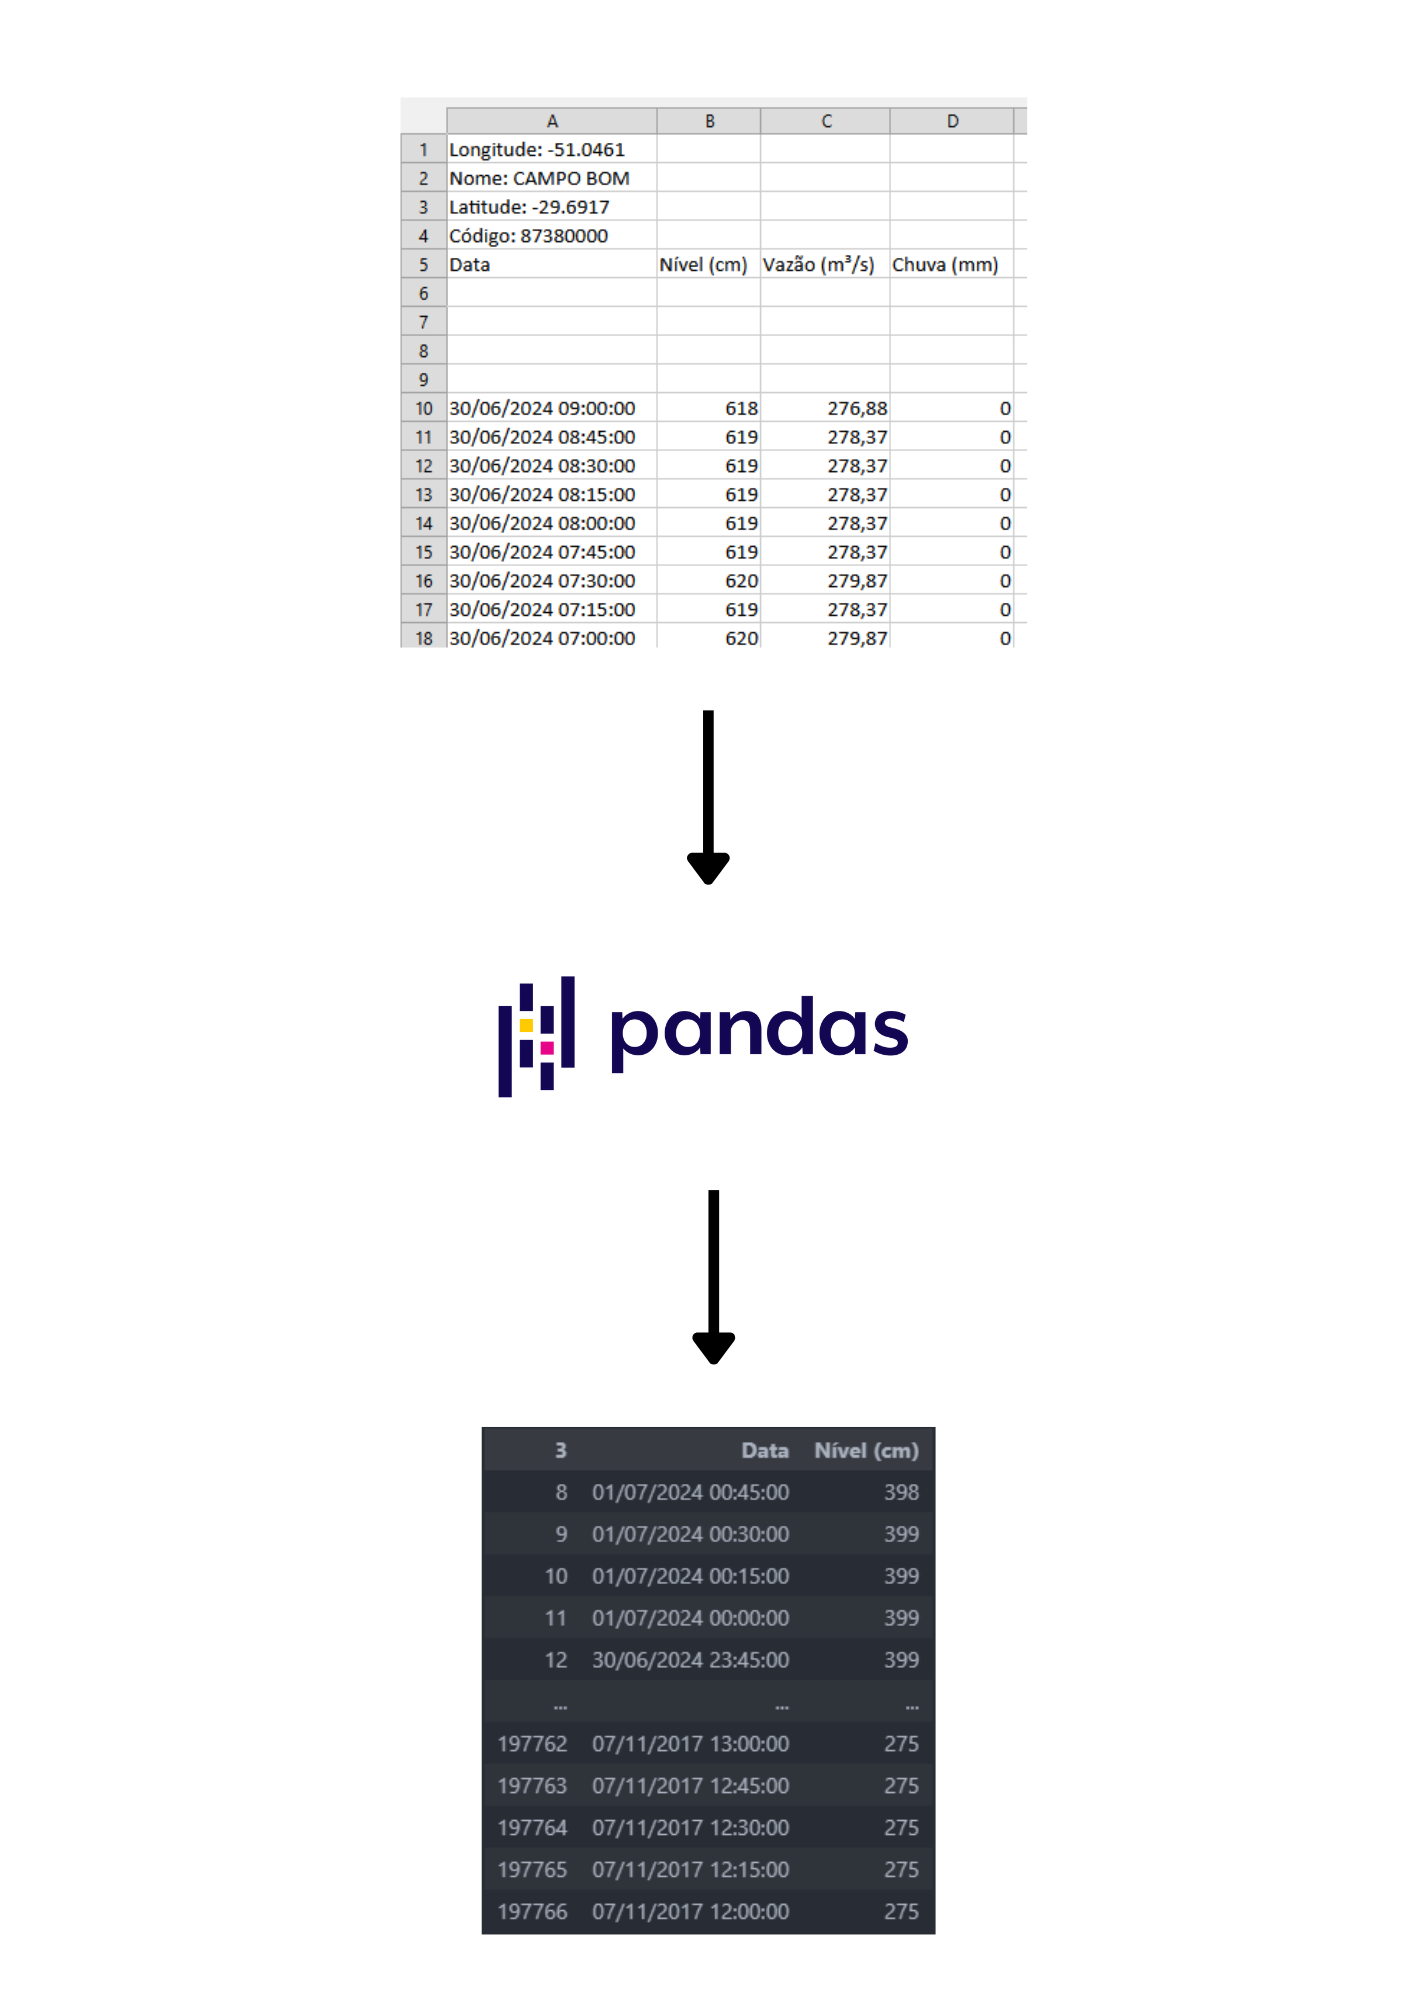 A B C D
1 Longitude: -51.0461
2 Nome: CAMPO BOM
3 Latitude: -29.6917
4 Código: 87380000
5 Data Nível (cm) Vazão (m³/s) Chuva (mm)
6
7
8
9
10 30/06/2024 09:00:00 618 276,88 0
11 30/06/2024 08:45:00 619 278,37 0
12 30/06/2024 08:30:00 619 278,37 0
13 30/06/2024 08:15:00 619 278,37 0
14 30/06/2024 08:00:00 619 278,37 0
15 30/06/2024 07:45:00 619 278,37 0
16 30/06/2024 07:30:00 620 279,87 0
17 30/06/2024 07:15:00 619 278,37 0
18 30/06/2024 07:00:00 620 279,87 0
pandas
3 Data Nível (cm)
8 01/07/2024 00:45:00 398
9 01/07/2024 00:30:00 399
10 01/07/2024 00:15:00 399
11 01/07/2024 00:00:00 399
12 30/06/2024 23:45:00 399
... ... ...
197762 07/11/2017 13:00:00 275
197763 07/11/2017 12:45:00 275
197764 07/11/2017 12:30:00 275
197765 07/11/2017 12:15:00 275
197766 07/11/2017 12:00:00 275